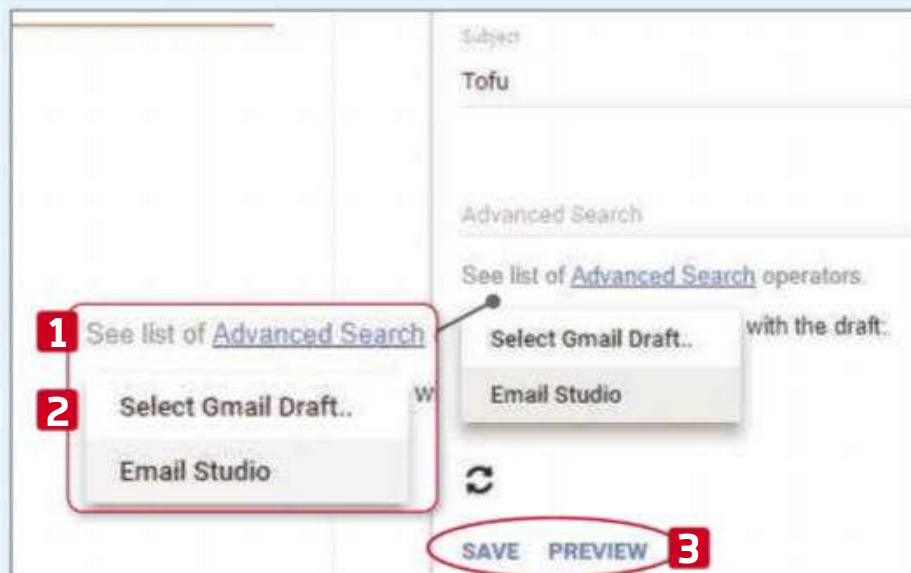 Subject
Tofu
Advanced Search
See list of Advanced Search operators.
Select Gmail Draft..
with the draft:
Email Studio
SAVE PREVIEW 3
1 See list of Advanced Search
2 Select Gmail Draft.. w
Email Studio